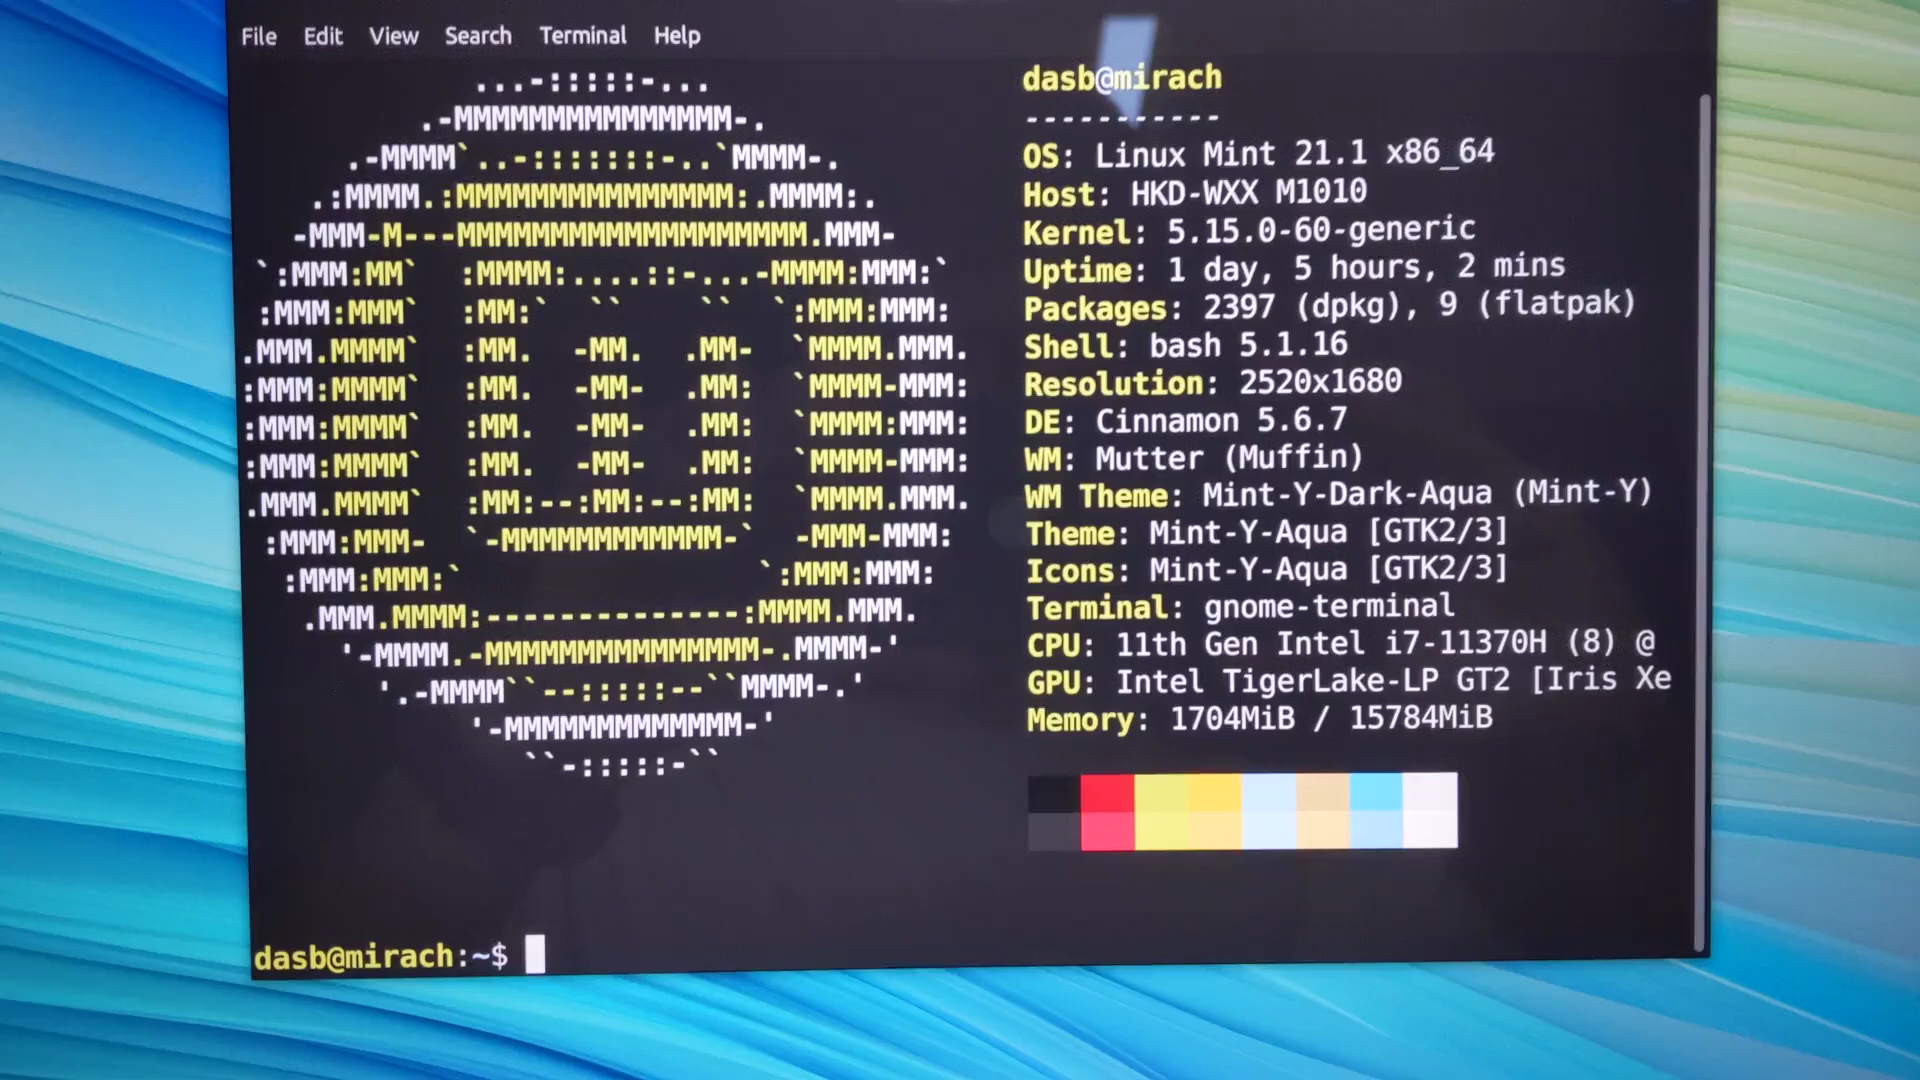 File Edit View Search Terminal Help
dasb@mirach
-----------
OS: Linux Mint 21.1 x86_64
Host: HKD-WXX M1010
Kernel: 5.15.0-60-generic
Uptime: 1 day, 5 hours, 2 mins
Packages: 2397 (dpkg), 9 (flatpak)
Shell: bash 5.1.16
Resolution: 2520x1680
DE: Cinnamon 5.6.7
WM: Mutter (Muffin)
WM Theme: Mint-Y-Dark-Aqua (Mint-Y)
Theme: Mint-Y-Aqua [GTK2/3]
Icons: Mint-Y-Aqua [GTK2/3]
Terminal: gnome-terminal
CPU: 11th Gen Intel i7-11370H (8) @
GPU: Intel TigerLake-LP GT2 [Iris Xe
Memory: 1704MiB / 15784MiB
dasb@mirach:~$